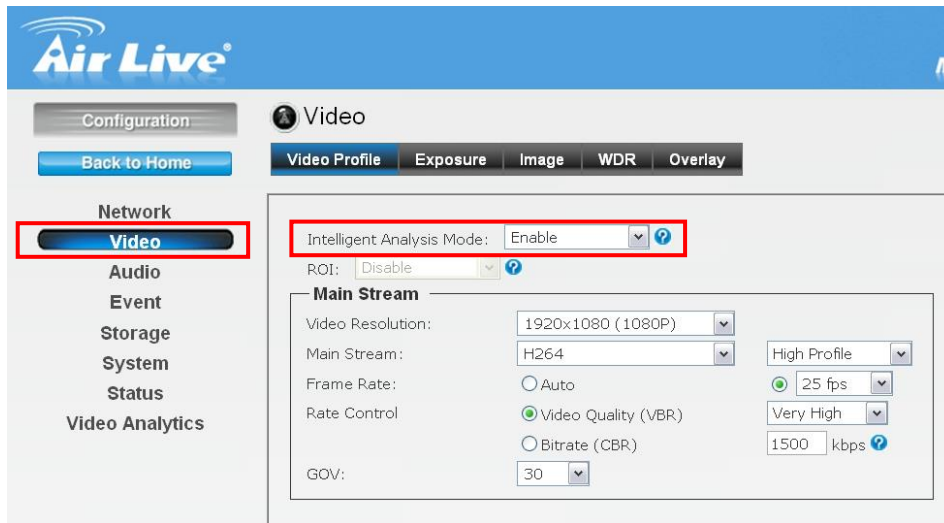 Air Live®
Configuration
Back to Home
Network
Video
Audio
Event
Storage
System
Status
Video Analytics
Video
Video Profile Exposure Image WDR Overlay
Intelligent Analysis Mode: Enable
ROI: Disable
Main Stream
Video Resolution: 1920x1080 (1080P)
Main Stream: H264 High Profile
Frame Rate: Auto 25 fps
Rate Control Video Quality (VBR) Very High
Bitrate (CBR) 1500 kbps
GOV: 30